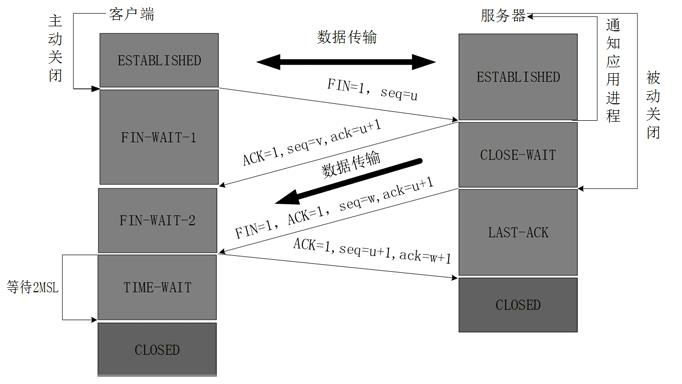 主动关闭
客户端
服务器
通知应用进程
被动关闭
数据传输
ESTABLISHED
ESTABLISHED
FIN=1, seq=u
FIN-WAIT-1
ACK=1,seq=v,ack=u+1
CLOSE-WAIT
数据传输
FIN-WAIT-2
FIN=1, ACK=1, seq=w,ack=u+1
LAST-ACK
ACK=1,seq=u+1,ack=w+1
等待2MSL
TIME-WAIT
CLOSED
CLOSED